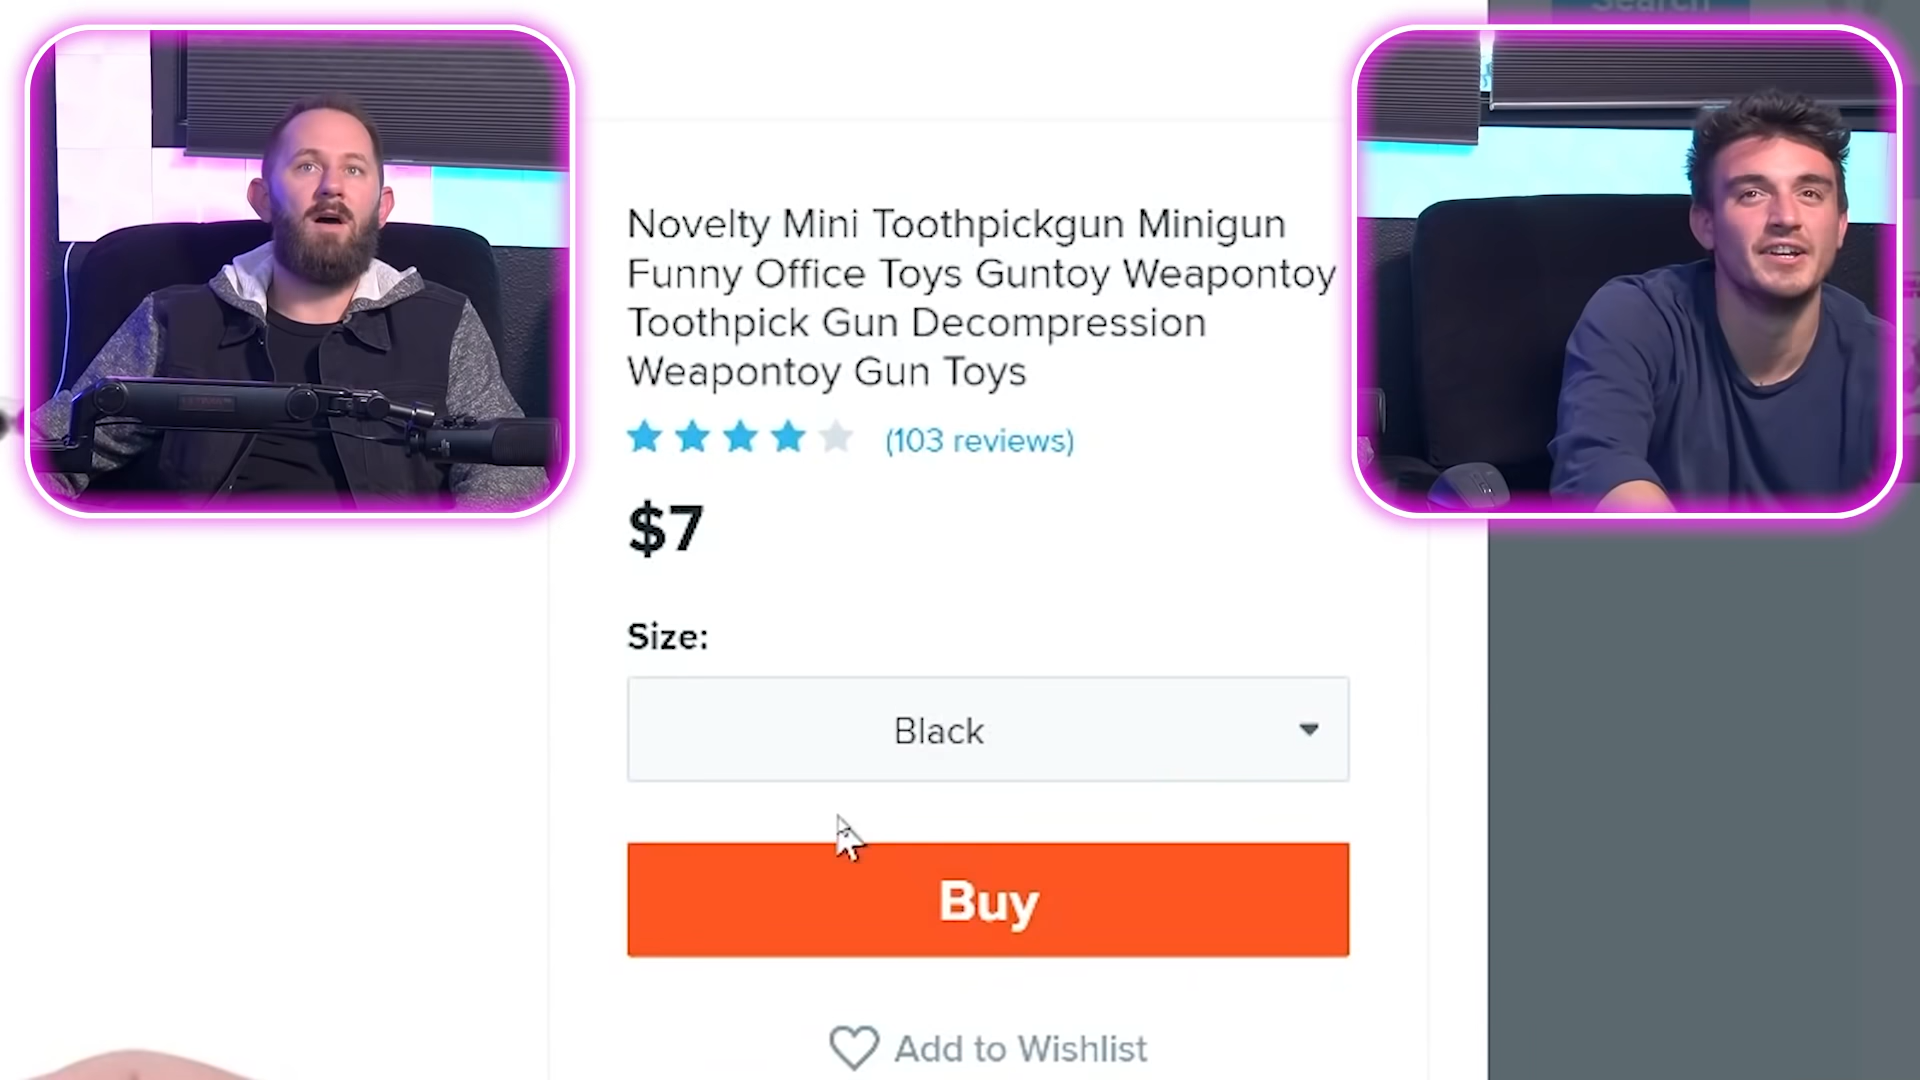 Search
Novelty Mini Toothpickgun Minigun
Funny Office Toys Guntoy Weapontoy
Toothpick Gun Decompression
Weapontoy Gun Toys
(103 reviews)
$7
Size:
Black
Buy
Add to Wishlist